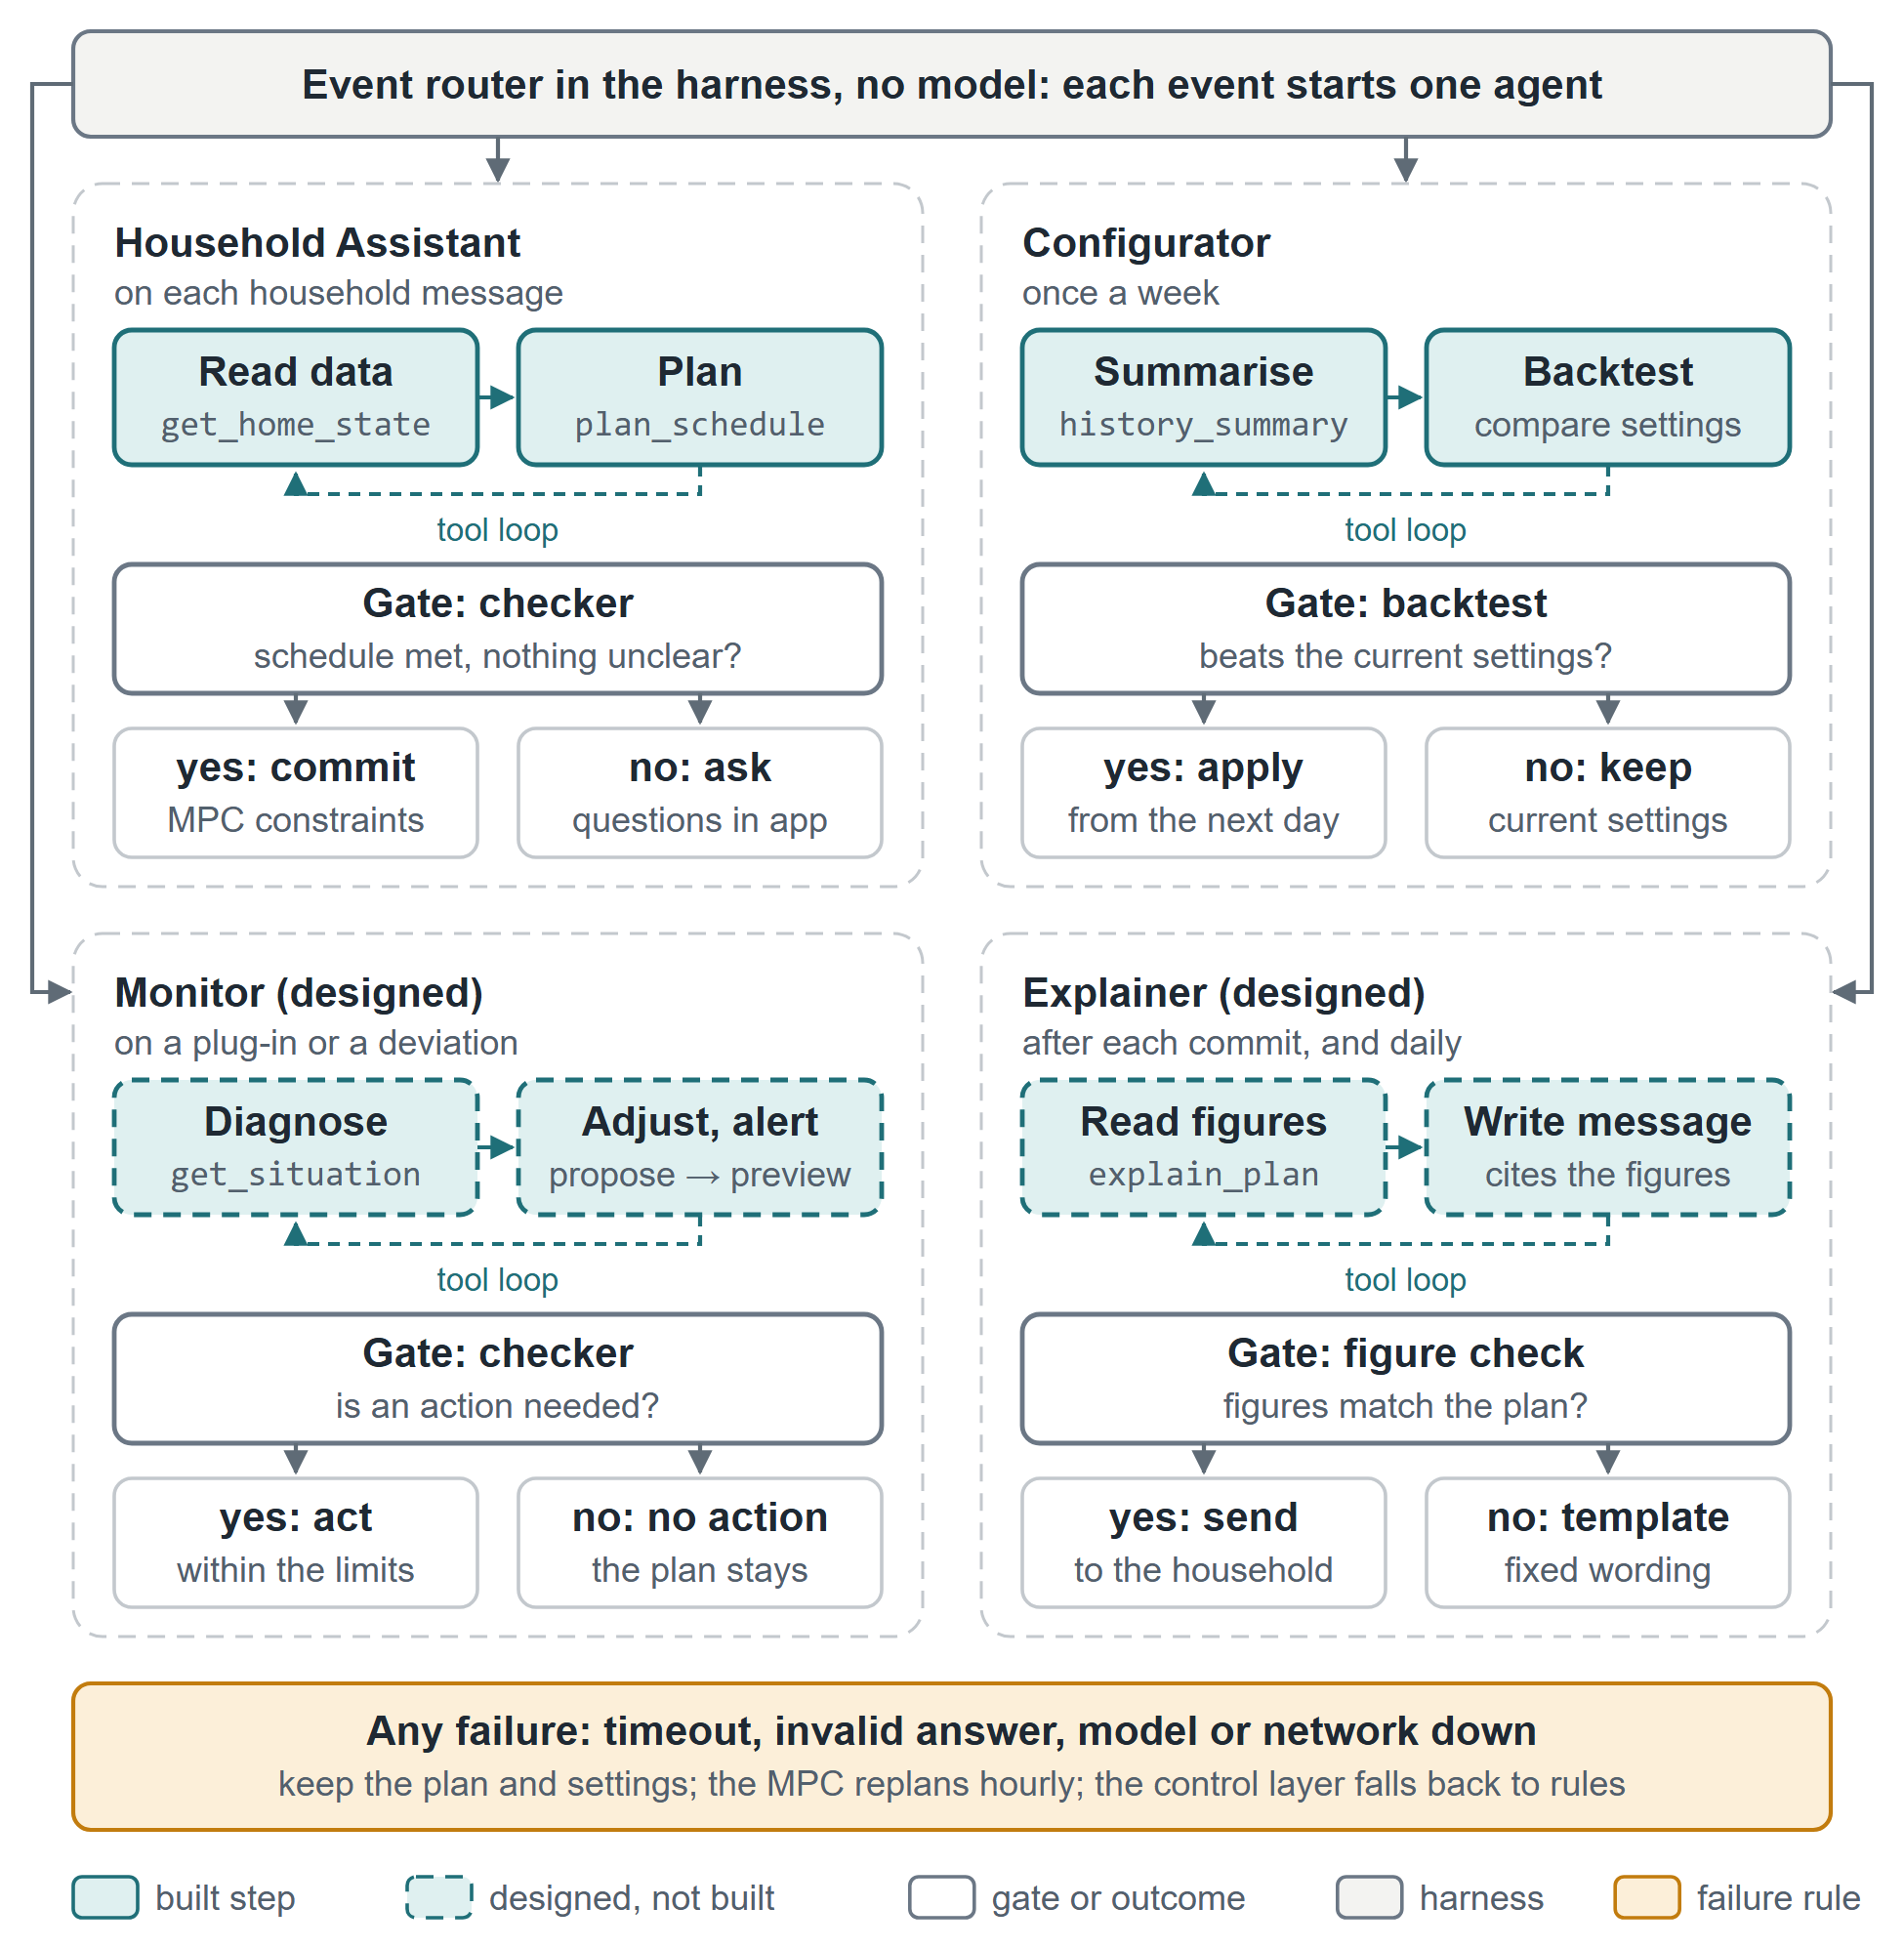 Event router in the harness, no model: each event starts one agent
Household Assistant
on each household message
Read data
get_home_state
Plan
plan_schedule
tool loop
Gate: checker
schedule met, nothing unclear?
yes: commit
MPC constraints
no: ask
questions in app
Configurator
once a week
Summarise
history_summary
Backtest
compare settings
tool loop
Gate: backtest
beats the current settings?
yes: apply
from the next day
no: keep
current settings
Monitor (designed)
on a plug-in or a deviation
Diagnose
get_situation
Adjust, alert
propose → preview
tool loop
Gate: checker
is an action needed?
yes: act
within the limits
no: no action
the plan stays
Explainer (designed)
after each commit, and daily
Read figures
explain_plan
Write message
cites the figures
tool loop
Gate: figure check
figures match the plan?
yes: send
to the household
no: template
fixed wording
Any failure: timeout, invalid answer, model or network down
keep the plan and settings; the MPC replans hourly; the control layer falls back to rules
built step
designed, not built
gate or outcome
harness
failure rule